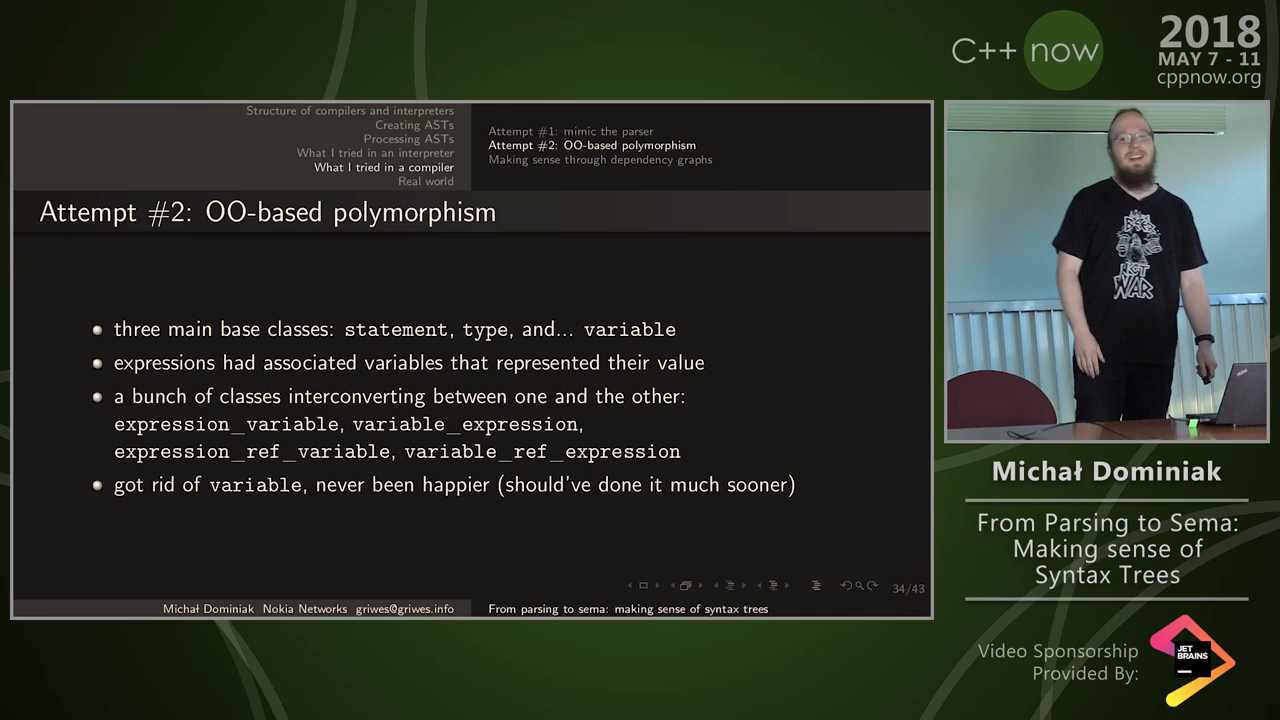 C++ now
2018
MAY 7 - 11
cppnow.org
Structure of compilers and interpreters
Creating ASTs
Processing ASTs
What I tried in an interpreter
What I tried in a compiler
Real world
Attempt #1: mimic the parser
Attempt #2: OO-based polymorphism
Making sense through dependency graphs
Attempt #2: OO-based polymorphism
three main base classes: statement, type, and... variable
expressions had associated variables that represented their value
a bunch of classes interconverting between one and the other:
expression_variable, variable_expression,
expression_ref_variable, variable_ref_expression
got rid of variable, never been happier (should've done it much sooner)
34/43
Michał Dominiak Nokia Networks griwes@griwes.info
From parsing to sema: making sense of syntax trees
BEER
NOT
WAR
Michał Dominiak
From Parsing to Sema:
Making sense of
Syntax Trees
Video Sponsorship
Provided By:
JET
BRAINS